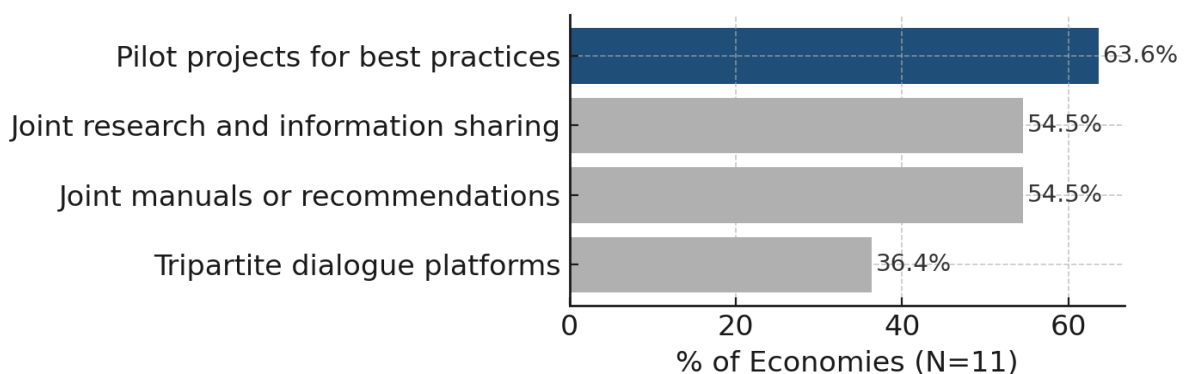 Pilot projects for best practices
63.6%
Joint research and information sharing
54.5%
Joint manuals or recommendations
54.5%
Tripartite dialogue platforms
36.4%
0 20 40 60
% of Economies (N=11)